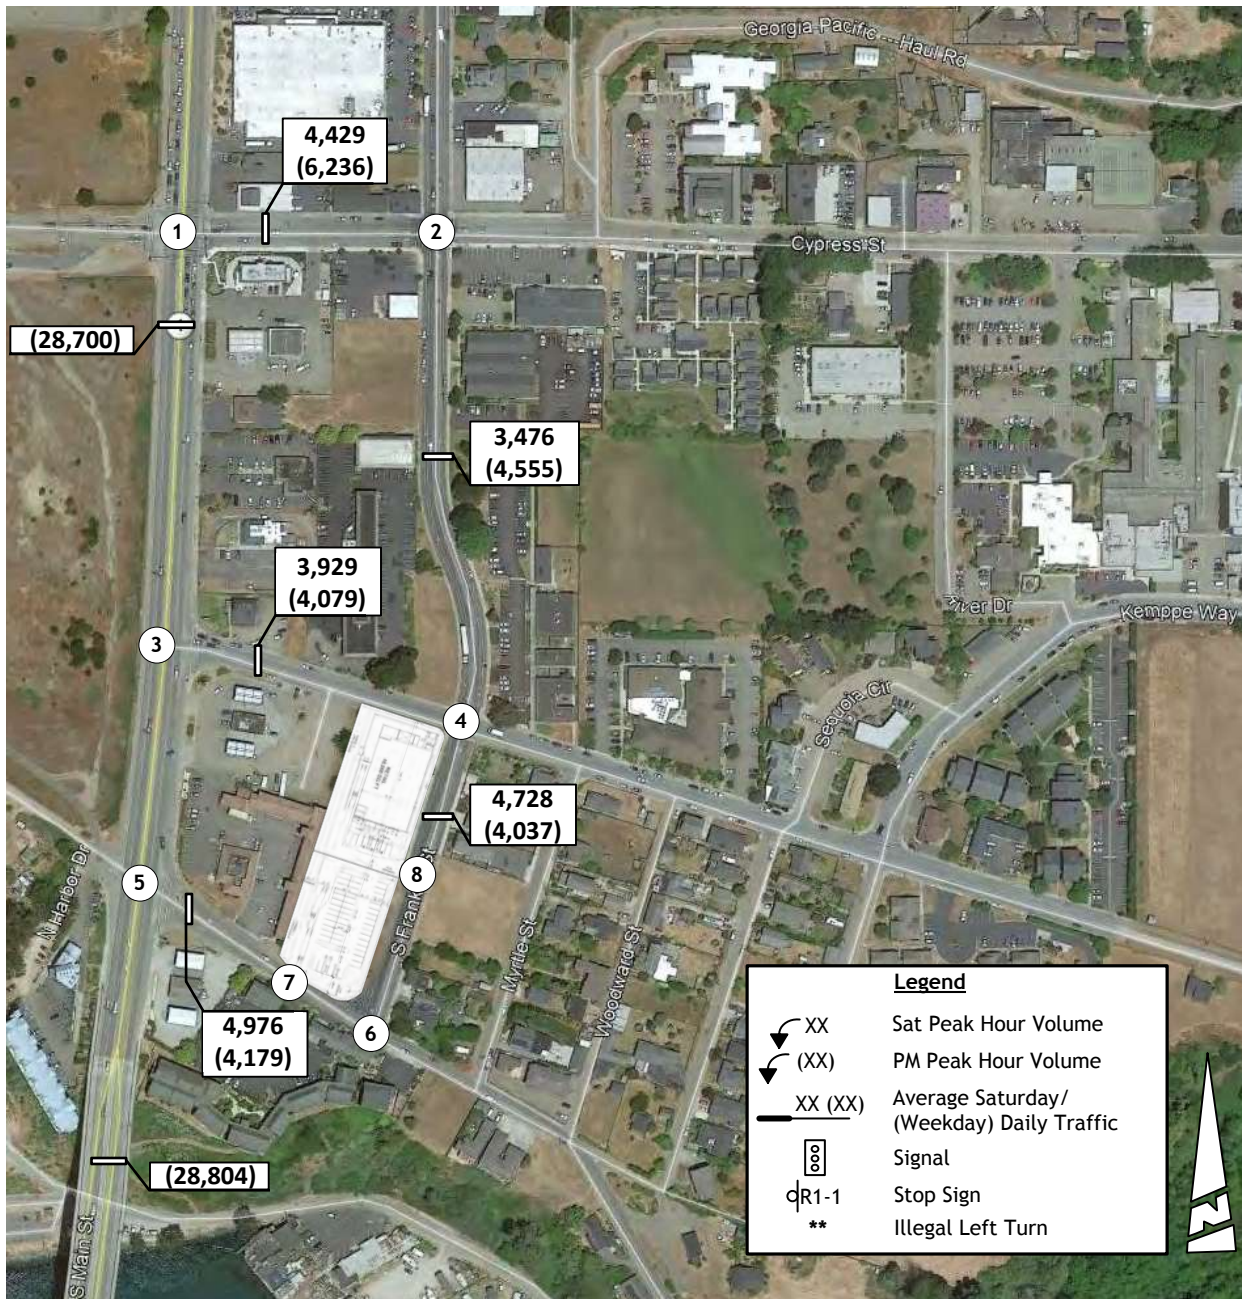 Georgia Pacific - Haul Rd
4,429
(6,236)
1
2
Cypress St
(28,700)
3,476
(4,555)
3,929
(4,079)
River Dr
Kemppe Way
3
Sequoia Cir
4
4,728
(4,037)
N Harbor Dr
5
8
S Frank
St
Myrtle St
Woodward St
7
6
4,976
(4,179)
(28,804)
S Main St
Legend
XX Sat Peak Hour Volume
(XX) PM Peak Hour Volume
XX (XX) Average Saturday/
(Weekday) Daily Traffic
Signal
R1-1 Stop Sign
** Illegal Left Turn